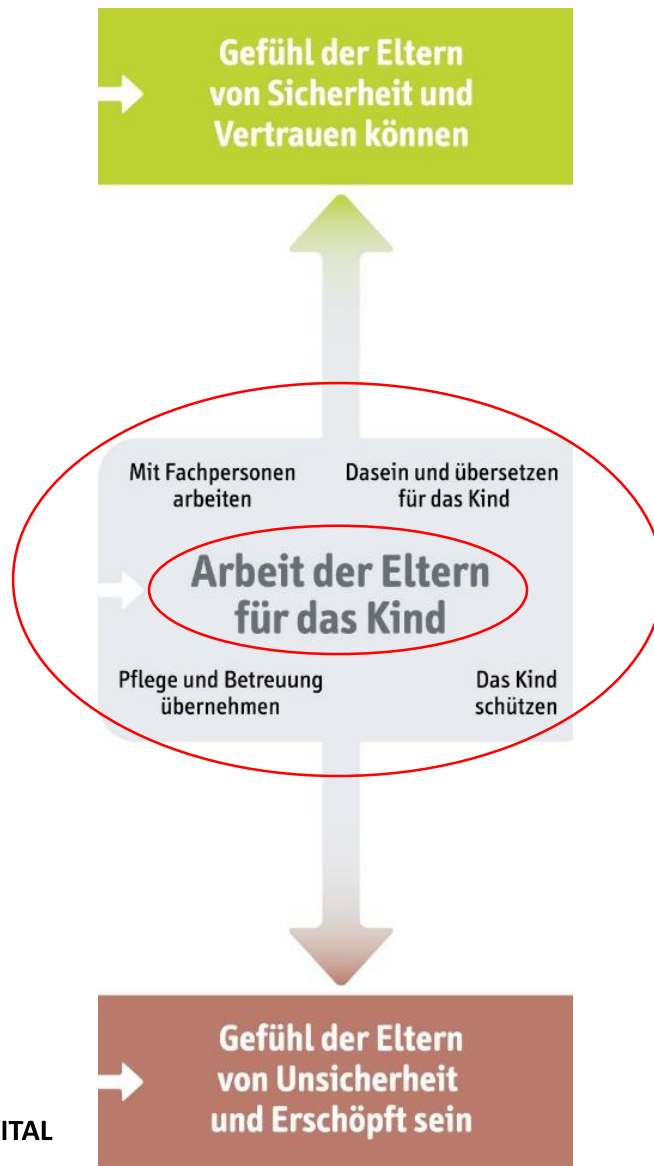 Gefühl der Eltern
von Sicherheit und
Vertrauen können
Mit Fachpersonen
arbeiten
Dasein und übersetzen
für das Kind
Arbeit der Eltern
für das Kind
Pflege und Betreuung
übernehmen
Das Kind
schützen
Gefühl der Eltern
von Unsicherheit
und Erschöpft sein
ITAL